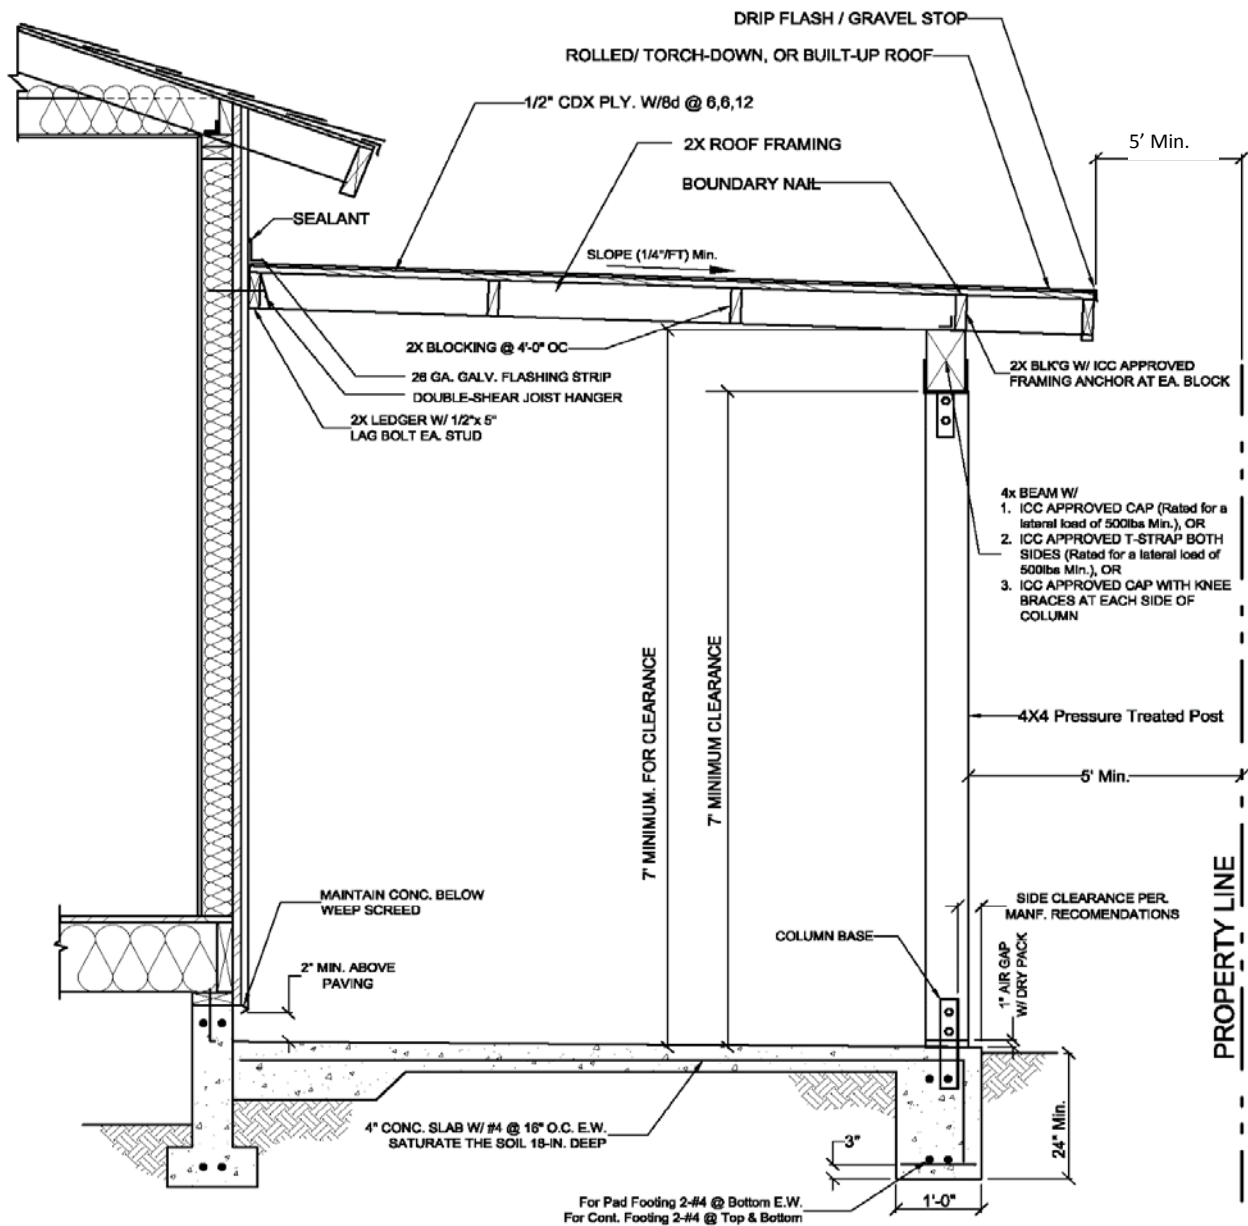 DRIP FLASH / GRAVEL STOP
ROLLED/ TORCH-DOWN, OR BUILT-UP ROOF
1/2" CDX PLY. W/8d @ 6,6,12
2X ROOF FRAMING
5' Min.
BOUNDARY NAIL
SEALANT
SLOPE (1/4"/FT) Min.
2X BLOCKING @ 4'-0" OC
26 GA. GALV. FLASHING STRIP
DOUBLE-SHEAR JOIST HANGER
2X LEDGER W/ 1/2"x 5"
LAG BOLT EA. STUD
2X BLK'G W/ ICC APPROVED
FRAMING ANCHOR AT EA. BLOCK
4x BEAM W/
1. ICC APPROVED CAP (Rated for a
lateral load of 500lbs Min.), OR
2. ICC APPROVED T-STRAP BOTH
SIDES (Rated for a lateral load of
500lbs Min.), OR
3. ICC APPROVED CAP WITH KNEE
BRACES AT EACH SIDE OF
COLUMN
7' MINIMUM. FOR CLEARANCE
7' MINIMUM CLEARANCE
4X4 Pressure Treated Post
5' Min.
PROPERTY LINE
MAINTAIN CONC. BELOW
WEEP SCREED
2" MIN. ABOVE
PAVING
SIDE CLEARANCE PER.
MANF. RECOMENDATIONS
COLUMN BASE
1" AIR GAP
W/ DRY PACK
4" CONC. SLAB W/ #4 @ 16" O.C. E.W.
SATURATE THE SOIL 18-IN. DEEP
3"
24" Min.
1'-0"
For Pad Footing 2-#4 @ Bottom E.W.
For Cont. Footing 2-#4 @ Top & Bottom